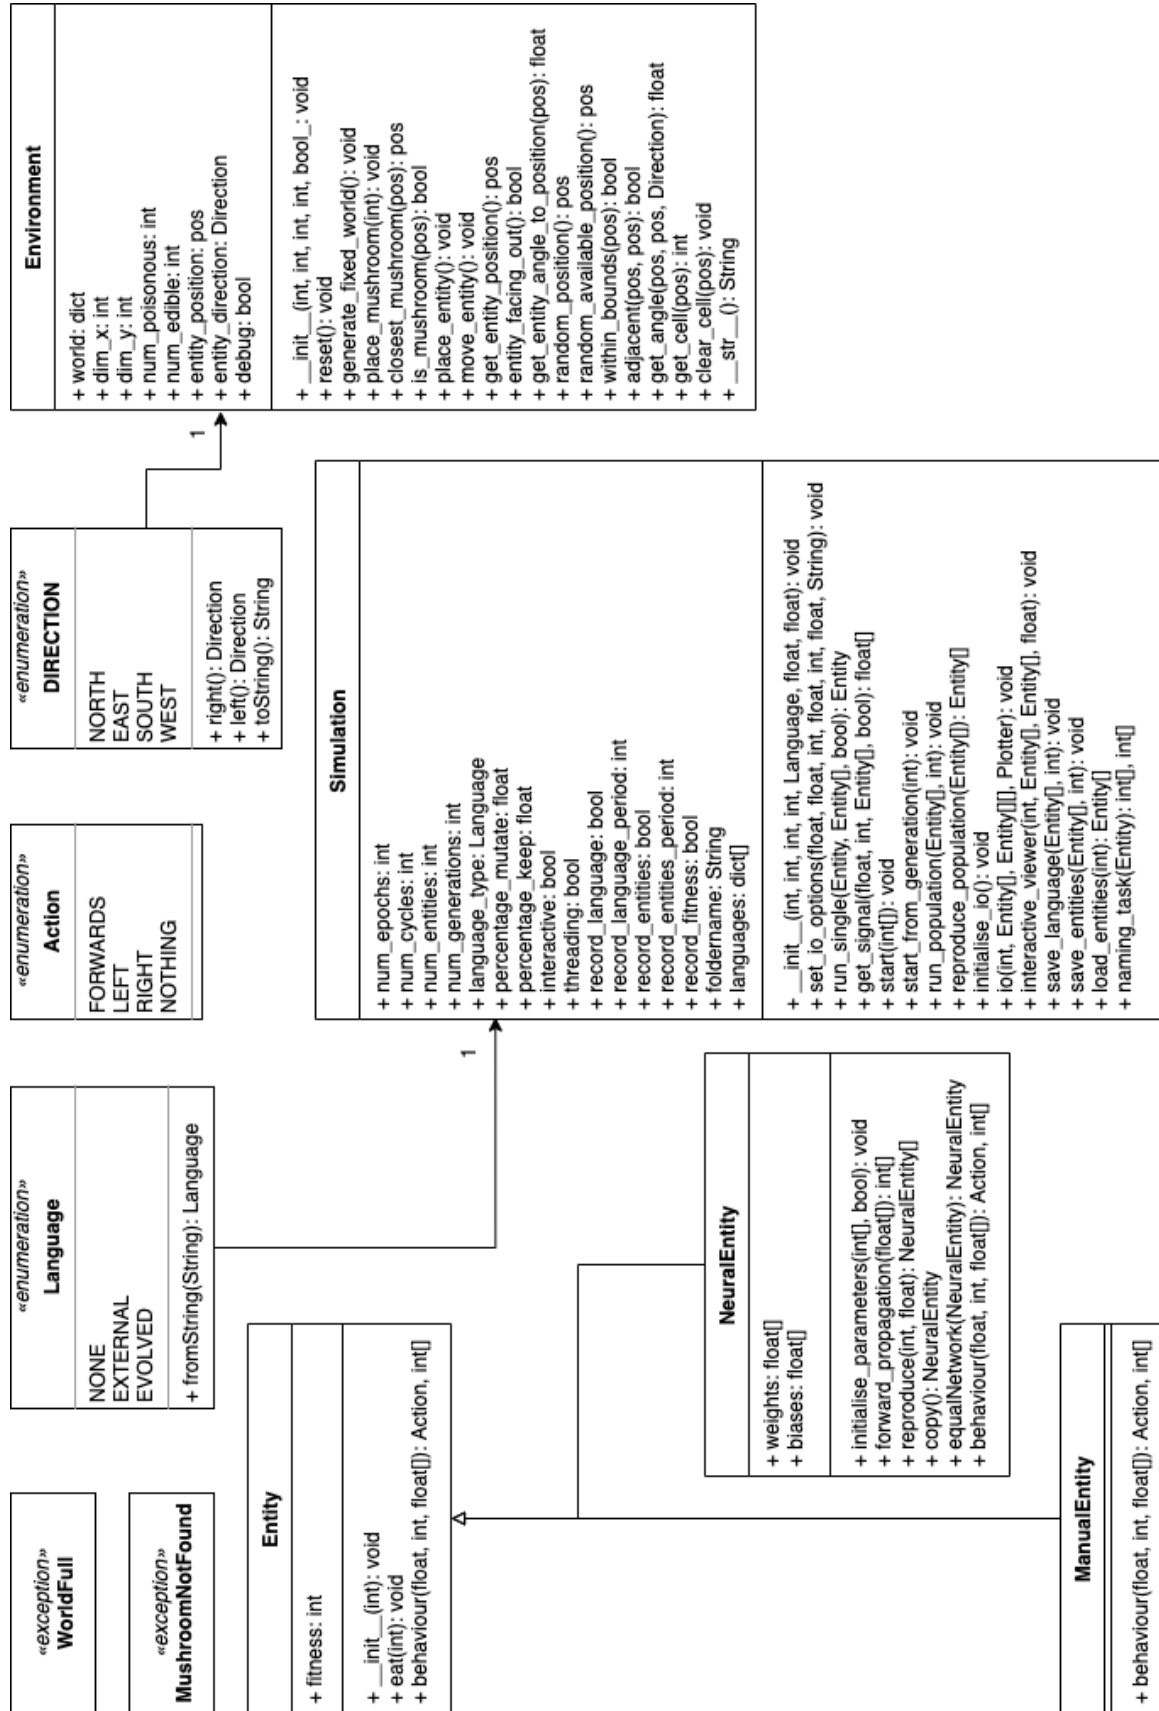 «exception»
WorldFull
«exception»
MushroomNotFound
Entity
+ fitness: int
+ __init__(int): void
+ eat(int): void
+ behaviour(float, int, float[]): Action, int[]
«enumeration»
Language
NONE
EXTERNAL
EVOLVED
+ fromString(String): Language
NeuralEntity
+ weights: float[]
+ biases: float[]
+ initialise_parameters(int[], bool): void
+ forward_propagation(float[]): int[]
+ reproduce(int, float): NeuralEntity[]
+ copy(): NeuralEntity
+ equalNetwork(NeuralEntity): NeuralEntity
+ behaviour(float, int, float[]): Action, int[]
ManualEntity
+ behaviour(float, int, float[]): Action, int[]
«enumeration»
Action
FORWARDS
LEFT
RIGHT
NOTHING
«enumeration»
DIRECTION
NORTH
EAST
SOUTH
WEST
+ right(): Direction
+ left(): Direction
+ toString(): String
1
Simulation
+ num_epochs: int
+ num_cycles: int
+ num_entities: int
+ num_generations: int
+ language_type: Language
+ percentage_mutate: float
+ percentage_keep: float
+ interactive: bool
+ threading: bool
+ record_language: bool
+ record_language_period: int
+ record_entities: bool
+ record_entities_period: int
+ record_fitness: bool
+ foldername: String
+ languages: dict[]
+ __init__(int, int, int, int, Language, float, float): void
+ set_io_options(float, float, int, float, int, float, String): void
+ run_single(Entity, Entity[], bool): Entity
+ get_signal(float, int, Entity[], bool): float[]
+ start(int[]): void
+ start_from_generation(int): void
+ run_population(Entity[], int): void
+ reproduce_population(Entity[]): Entity[]
+ initialise_io(): void
+ io(int, Entity[], Entity[][], Plotter): void
+ interactive_viewer(int, Entity[], Entity[], float): void
+ save_language(Entity[], int): void
+ save_entities(Entity[], int): void
+ load_entities(int): Entity[]
+ naming_task(Entity): int[], int[]
1
Environment
+ world: dict
+ dim_x: int
+ dim_y: int
+ num_poisonous: int
+ num_edible: int
+ entity_position: pos
+ entity_direction: Direction
+ debug: bool
+ __init__(int, int, int, int, bool_: void
+ reset(): void
+ generate_fixed_world(): void
+ place_mushroom(int): void
+ closest_mushroom(pos): pos
+ is_mushroom(pos): bool
+ place_entity(): void
+ move_entity(): void
+ get_entity_position(): pos
+ entity_facing_out(): bool
+ get_entity_angle_to_position(pos): float
+ random_position(): pos
+ random_available_position(): pos
+ within_bounds(pos): bool
+ adjacent(pos, pos): bool
+ get_angle(pos, pos, Direction): float
+ get_cell(pos): int
+ clear_cell(pos): void
+ __str__(): String